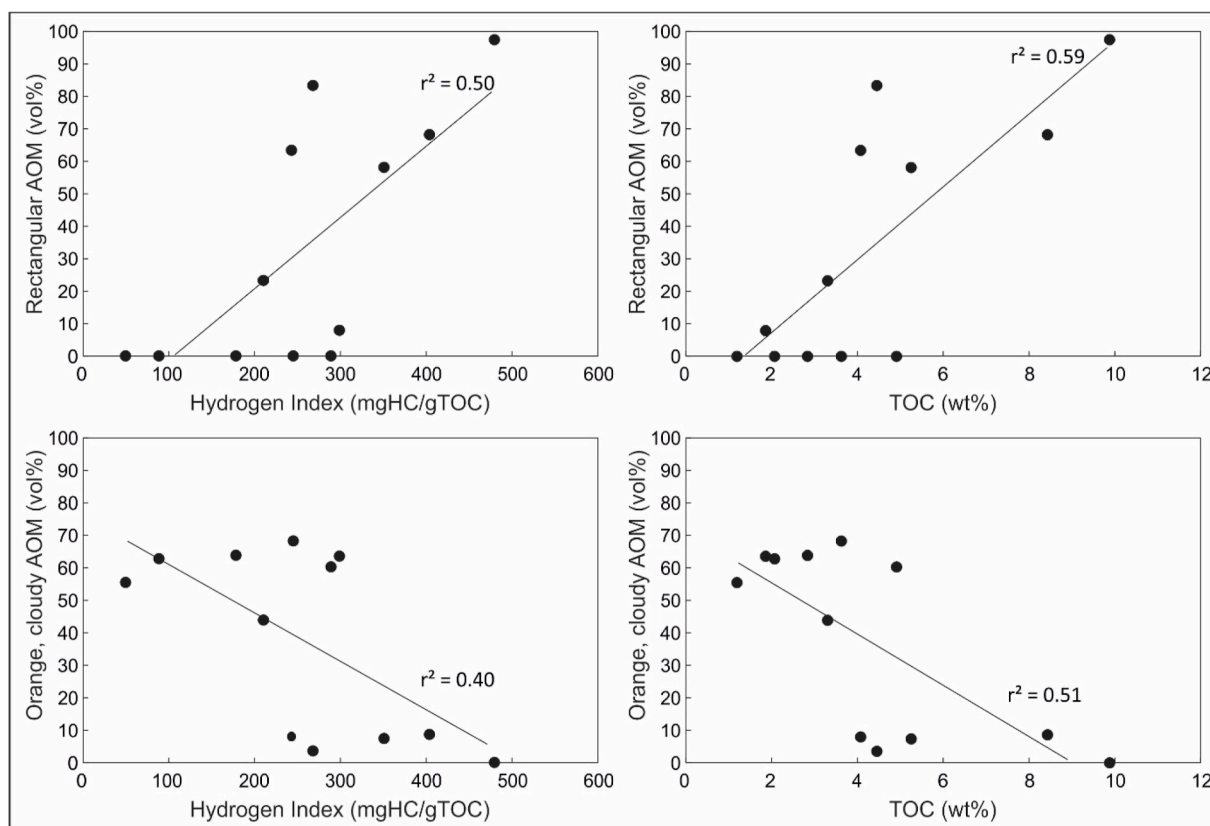 100
90
80
70
60
50
40
30
20
10
0
Rectangular AOM (vol%)
r² = 0.50
0 100 200 300 400 500 600
Hydrogen Index (mgHC/gTOC)
100
90
80
70
60
50
40
30
20
10
0
Rectangular AOM (vol%)
r² = 0.59
0 2 4 6 8 10 12
TOC (wt%)
100
90
80
70
60
50
40
30
20
10
0
Orange, cloudy AOM (vol%)
r² = 0.40
0 100 200 300 400 500 600
Hydrogen Index (mgHC/gTOC)
100
90
80
70
60
50
40
30
20
10
0
Orange, cloudy AOM (vol%)
r² = 0.51
0 2 4 6 8 10 12
TOC (wt%)